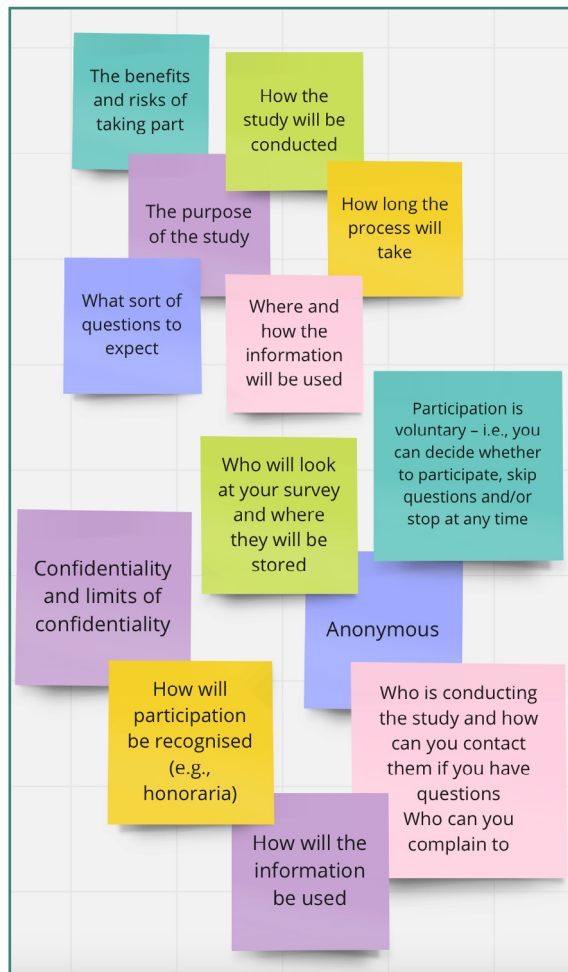 The benefits
and risks of
taking part
How the
study will be
conducted
The purpose
of the study
How long the
process will
take
What sort of
questions to
expect
Where and
how the
information
will be used
Participation is
voluntary – i.e., you
can decide whether
to participate, skip
questions and/or
stop at any time
Who will look
at your survey
and where
they will be
stored
Confidentiality
and limits of
confidentiality
Anonymous
How will
participation
be recognised
(e.g.,
honoraria)
Who is conducting
the study and how
can you contact
them if you have
questions
Who can you
complain to
How will the
information
be used